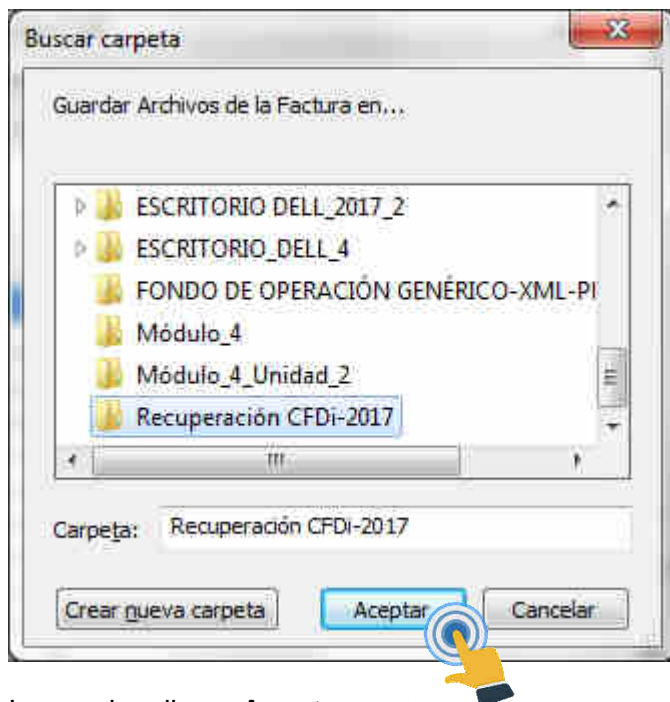 Buscar carpeta
Guardar Archivos de la Factura en...
ESCRITORIO DELL_2017_2
ESCRITORIO_DELL_4
FONDO DE OPERACIÓN GENÉRICO-XML-PI
Módulo_4
Módulo_4_Unidad_2
Recuperación CFDi-2017
Carpeta: Recuperación CFDi-2017
Crear nueva carpeta Aceptar Cancelar